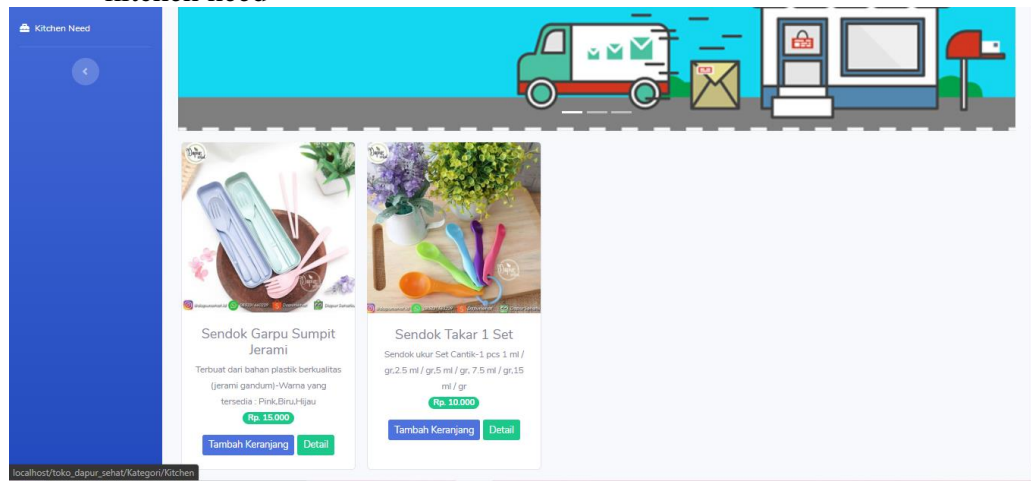 kitchen need
Kitchen Need
Sendok Garpu Sumpit
Jerami
Terbuat dari bahan plastik berkualitas
(jerami gandum)-Warna yang
tersedia : Pink,Biru,Hijau
Rp. 15.000
Tambah Keranjang Detail
Sendok Takar 1 Set
Sendok ukur Set Cantik-1 pcs 1 ml /
gr,2.5 ml / gr,5 ml / gr, 7.5 ml / gr,15
ml / gr
Rp. 10.000
Tambah Keranjang Detail
localhost/toko_dapur_sehat/Kategori/Kitchen